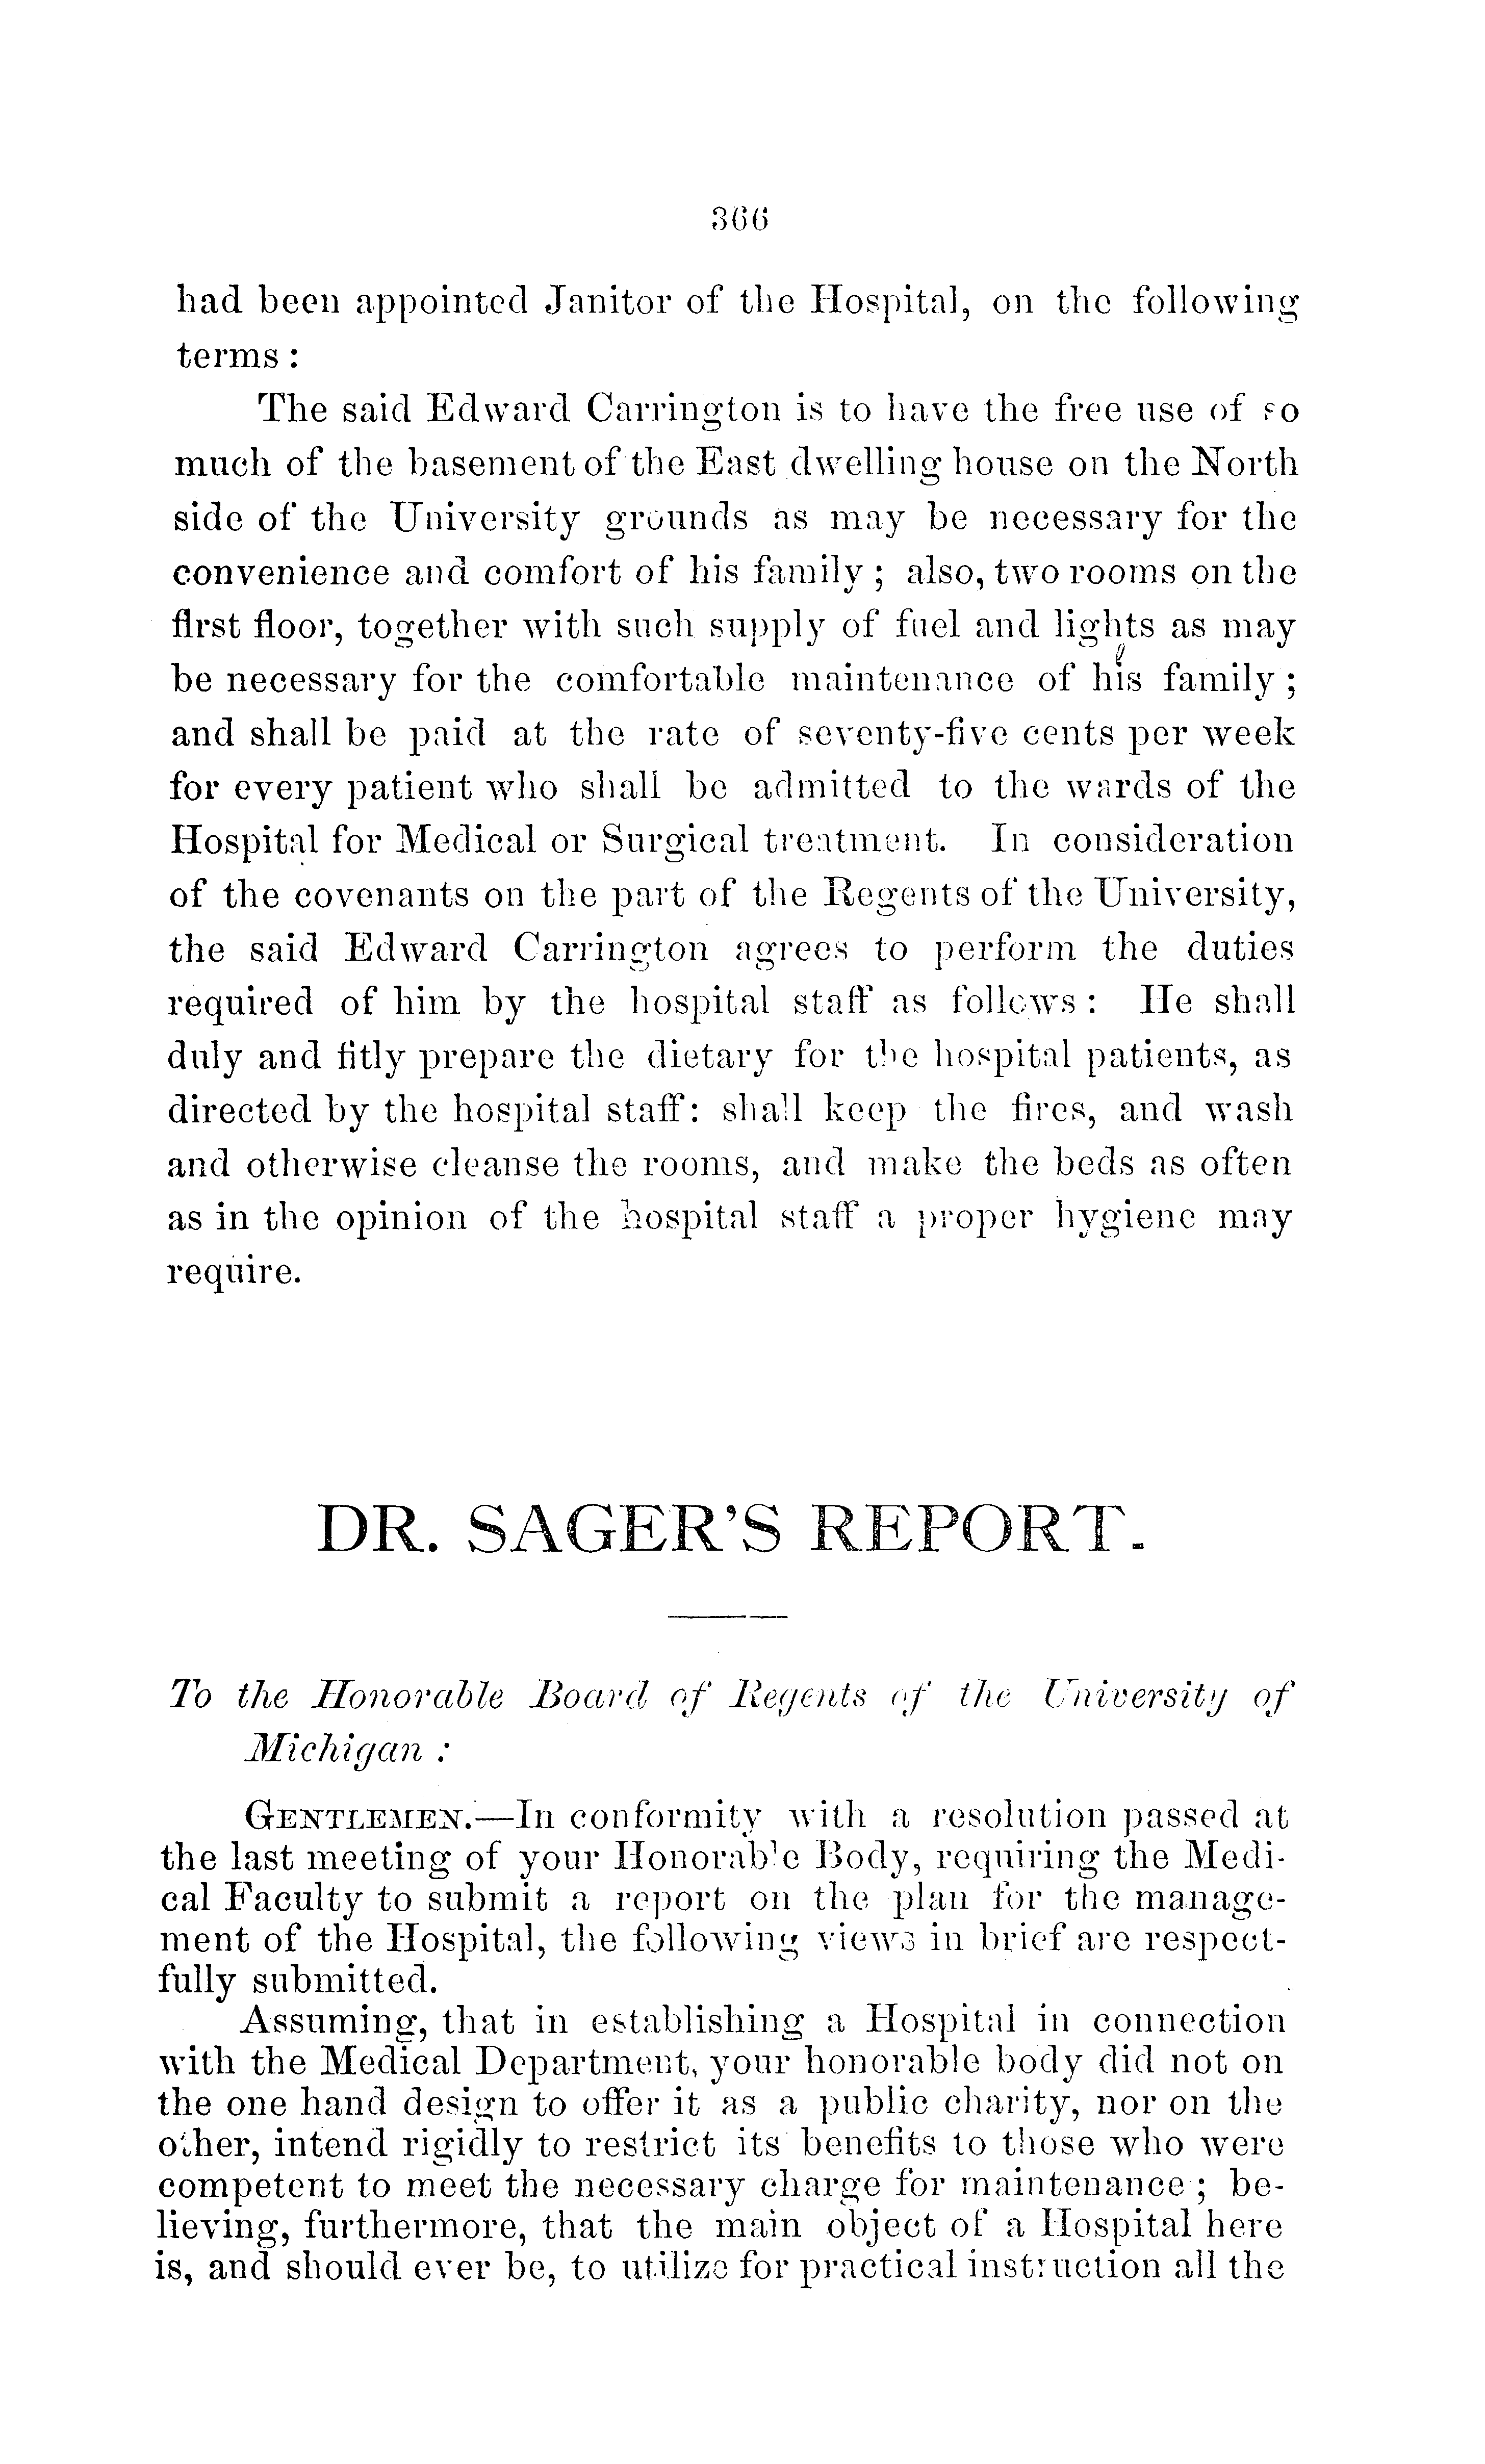 366
had been appointed Janitor of the Hospital, on the following
terms :
The said Edward Carrington is to have the free use of so
much of the basement of the East dwelling house on the North
side of the University grounds as may be necessary for the
convenience and comfort of his family ; also, two rooms on the
first floor, together with such supply of fuel and lights as may
be necessary for the comfortable maintenance of his family ;
and shall be paid at the rate of seventy-five cents per week
for every patient who shall be admitted to the wards of the
Hospital for Medical or Surgical treatment. In consideration
of the covenants on the part of the Regents of the University,
the said Edward Carrington agrees to perform the duties
required of him by the hospital staff as follows : He shall
duly and fitly prepare the dietary for the hospital patients, as
directed by the hospital staff: shall keep the fires, and wash
and otherwise cleanse the rooms, and make the beds as often
as in the opinion of the hospital staff a proper hygiene may
require.
DR. SAGER'S REPORT.
To the Honorable Board of Regents of the University of
Michigan :
GENTLEMEN.—In conformity with a resolution passed at
the last meeting of your Honorable Body, requiring the Medi-
cal Faculty to submit a report on the plan for the manage-
ment of the Hospital, the following views in brief are respect-
fully submitted.
Assuming, that in establishing a Hospital in connection
with the Medical Department, your honorable body did not on
the one hand design to offer it as a public charity, nor on the
other, intend rigidly to restrict its benefits to those who were
competent to meet the necessary charge for maintenance ; be-
lieving, furthermore, that the main object of a Hospital here
is, and should ever be, to utilize for practical instruction all the